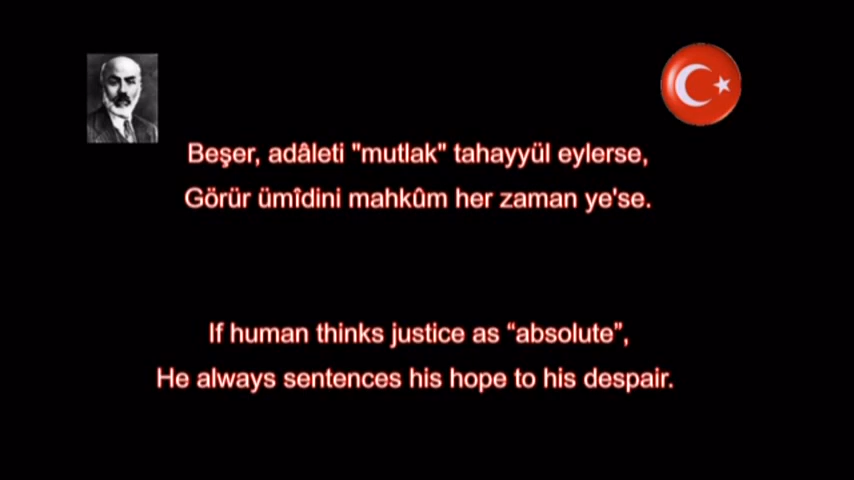 Beşer, adâleti "mutlak" tahayyül eylerse,
Görür ümîdini mahkûm her zaman ye'se.
If human thinks justice as “absolute”,
He always sentences his hope to his despair.